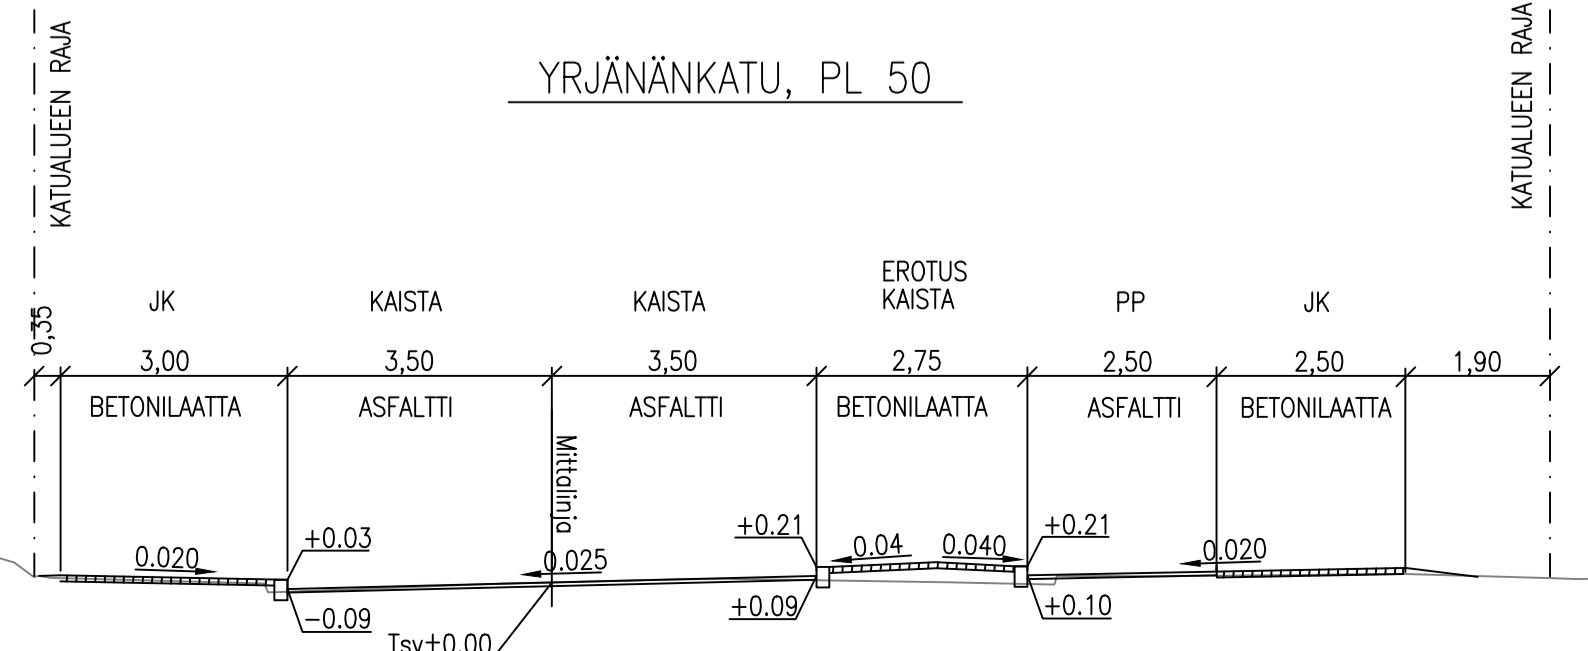 YRJÄNÄNKATU, PL 50
KATUALUEEN RAJA
KATUALUEEN RAJA
JK
KAISTA
KAISTA
EROTUS
KAISTA
PP
JK
0,35
3,00
3,50
3,50
2,75
2,50
2,50
1,90
BETONILAATTA
ASFALTTI
ASFALTTI
BETONILAATTA
ASFALTTI
BETONILAATTA
Mittalinja
+0.03
+0.21
+0.21
0.020
0.025
0.04
0.040
0.020
-0.09
+0.09
+0.10
Tsv±0.00